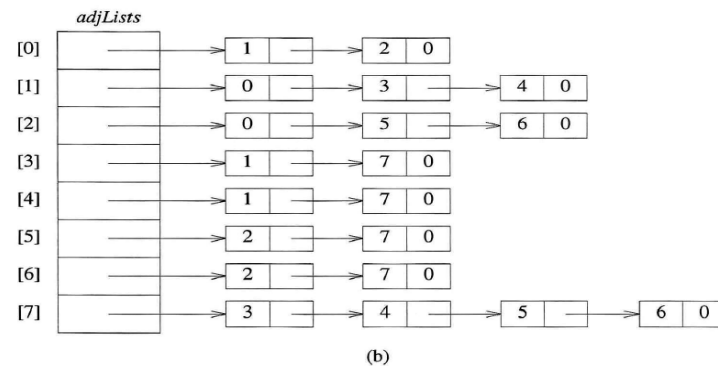 adjLists
[0] 1 2 0
[1] 0 3 4 0
[2] 0 5 6 0
[3] 1 7 0
[4] 1 7 0
[5] 2 7 0
[6] 2 7 0
[7] 3 4 5 6 0
(b)